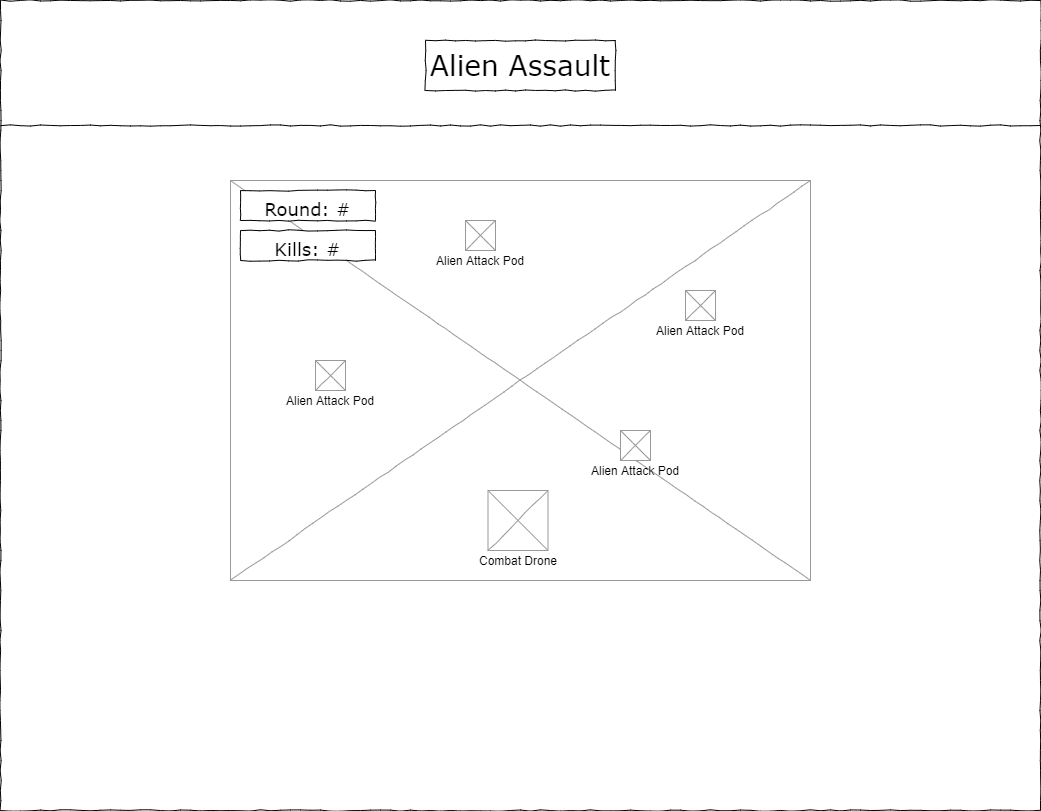 Alien Assault
Round: #
Kills: #
Alien Attack Pod
Alien Attack Pod
Alien Attack Pod
Alien Attack Pod
Combat Drone